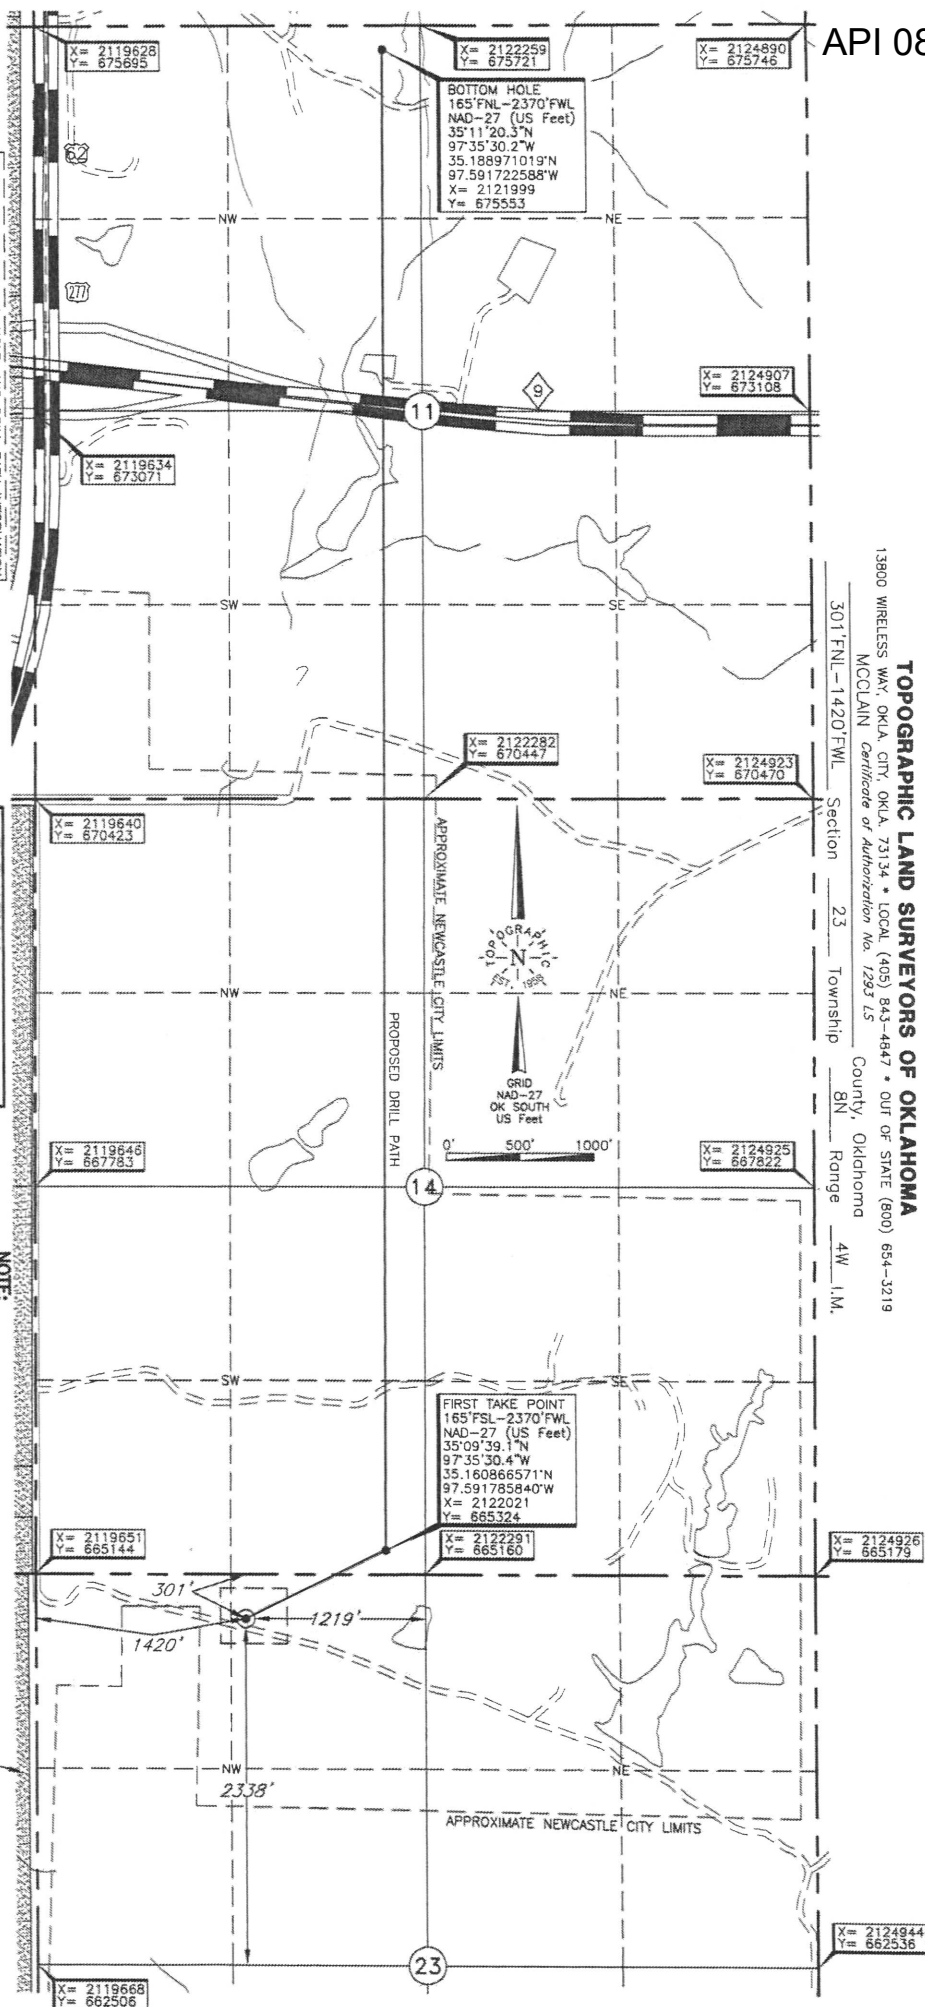 API 08
X= 2119628
Y= 675695
X= 2122259
Y= 675721
X= 2124890
Y= 675746
BOTTOM HOLE
165'FNL-2370'FWL
NAD-27 (US Feet)
35°11'20.3"N
97°35'30.2"W
35.188971019°N
97.591722588°W
X= 2121999
Y= 675553
62
NW
NE
277
X= 2124907
Y= 673108
9
11
X= 2119634
Y= 673071
SW
SE
?
X= 2122282
Y= 670447
X= 2124923
Y= 670470
X= 2119640
Y= 670423
APPROXIMATE NEWCASTLE CITY LIMITS
TOPOGRAPHIC
N
EST. 1958
NW
NE
PROPOSED DRILL PATH
GRID
NAD-27
OK SOUTH
US Feet
0' 500' 1000'
X= 2119646
Y= 667783
X= 2124925
Y= 667822
14
SW
SE
FIRST TAKE POINT
165'FSL-2370'FWL
NAD-27 (US Feet)
35°09'39.1"N
97°35'30.4"W
35.160866571°N
97.591785840°W
X= 2122021
Y= 665324
X= 2119651
Y= 665144
X= 2122291
Y= 665160
X= 2124926
Y= 665179
301'
1219'
1420'
NW
NE
2338'
APPROXIMATE NEWCASTLE CITY LIMITS
X= 2124944
Y= 662536
23
X= 2119668
Y= 662506
TOPOGRAPHIC LAND SURVEYORS OF OKLAHOMA
13800 WIRELESS WAY, OKLA. CITY, OKLA. 73134 * LOCAL (405) 843-4847 * OUT OF STATE (800) 654-3219
Certificate of Authorization No. 1293 LS
MCCLAIN County, Oklahoma
301'FNL-1420'FWL Section 23 Township 8N Range 4W I.M.
NOTE: